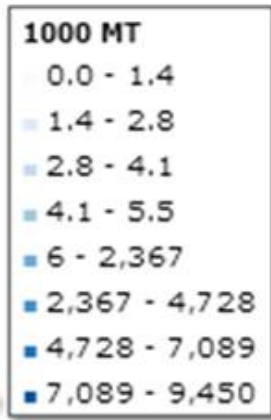 1000 MT
0.0 - 1.4
1.4 - 2.8
2.8 - 4.1
4.1 - 5.5
6 - 2,367
2,367 - 4,728
4,728 - 7,089
7,089 - 9,450